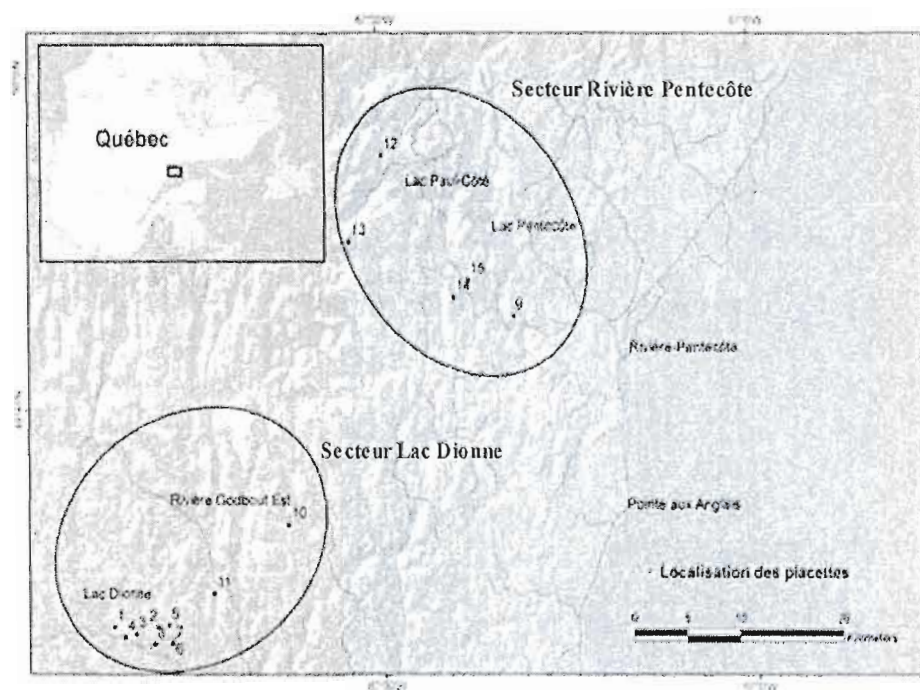 Secteur Rivière Pentecôte
Québec
12
Lac Paul-Côté
Lac Pentecôte
13
15
14
9
Rivière-Pentecôte
Secteur Lac Dionne
Rivière Godbout Est
10
Pointe aux Anglais
11
Localisation des placettes
Lac Dionne
1
4
3
2
5
7
6
0
5
10
20